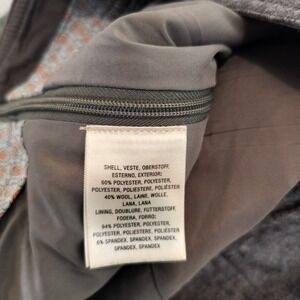 SHELL, VESTE, OBERSTOFF,
ESTERNO, EXTERIOR:
60% POLYESTER, POLYESTER,
POLYESTER, POLIESTERE, POLIÉSTER
40% WOOL, LAINE, WOLLE,
LANA, LANA
LINING, DOUBLURE, FUTTERSTOFF,
FODERA, FORRO:
94% POLYESTER, POLYESTER,
POLYESTER, POLIESTERE, POLIÉSTER
6% SPANDEX, SPANDEX, SPANDEX,
SPANDEX, SPANDEX